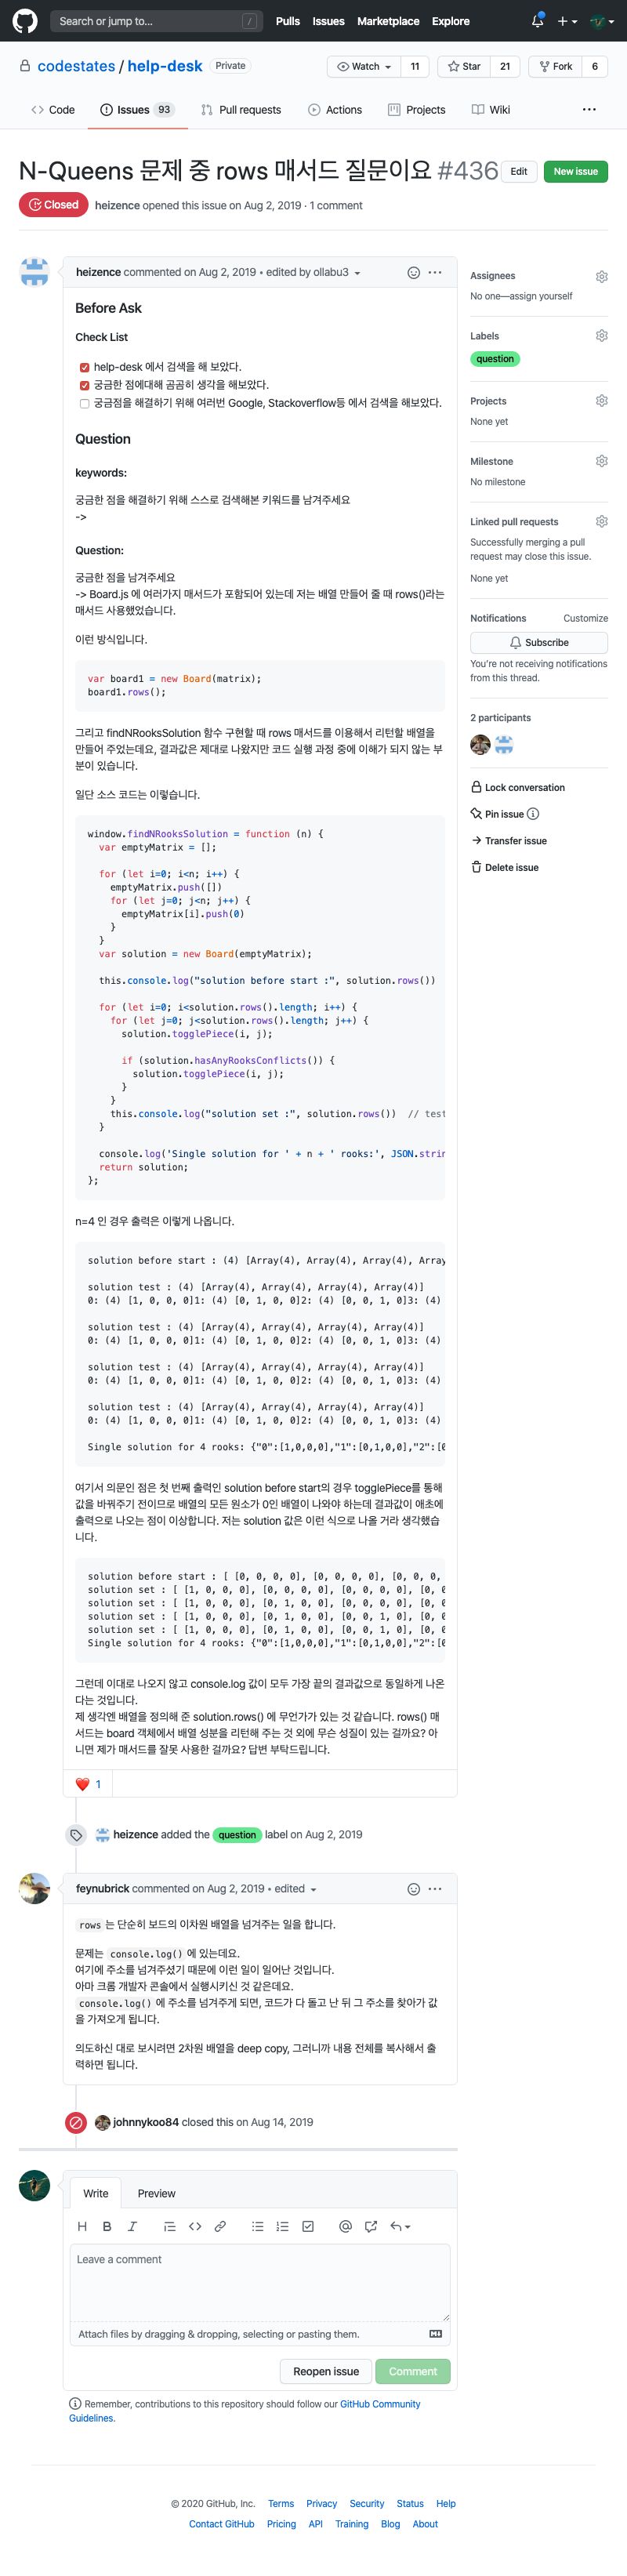 Search or jump to... /
Pulls Issues Marketplace Explore
codestates / help-desk Private
Watch 11 Star 21 Fork 6
Code Issues 93 Pull requests Actions Projects Wiki ...
N-Queens 문제 중 rows 매서드 질문이요 #436
Edit New issue
Closed heizence opened this issue on Aug 2, 2019 · 1 comment
heizence commented on Aug 2, 2019 • edited by ollabu3
Before Ask
Check List
help-desk 에서 검색을 해 보았다.
궁금한 점에대해 곰곰히 생각을 해보았다.
궁금점을 해결하기 위해 여러번 Google, Stackoverflow등 에서 검색을 해보았다.
Question
keywords:
궁금한 점을 해결하기 위해 스스로 검색해본 키워드를 남겨주세요
->
Question:
궁금한 점을 남겨주세요
-> Board.js 에 여러가지 매서드가 포함되어 있는데 저는 배열 만들어 줄 때 rows()라는
매서드 사용했었습니다.
이런 방식입니다.
var board1 = new Board(matrix);
board1.rows();
그리고 findNRooksSolution 함수 구현할 때 rows 매서드를 이용해서 리턴할 배열을
만들어 주었는데요, 결과값은 제대로 나왔지만 코드 실행 과정 중에 이해가 되지 않는 부
분이 있습니다.
일단 소스 코드는 이렇습니다.
window.findNRooksSolution = function (n) {
var emptyMatrix = [];
for (let i=0; i<n; i++) {
emptyMatrix.push([])
for (let j=0; j<n; j++) {
emptyMatrix[i].push(0)
}
}
var solution = new Board(emptyMatrix);
this.console.log("solution before start :", solution.rows())
for (let i=0; i<solution.rows().length; i++) {
for (let j=0; j<solution.rows().length; j++) {
solution.togglePiece(i, j);
if (solution.hasAnyRooksConflicts()) {
solution.togglePiece(i, j);
}
}
this.console.log("solution set :", solution.rows()) // test
}
console.log('Single solution for ' + n + ' rooks:', JSON.strin
return solution;
};
n=4 인 경우 출력은 이렇게 나옵니다.
solution before start : (4) [Array(4), Array(4), Array(4), Array
solution test : (4) [Array(4), Array(4), Array(4), Array(4)]
0: (4) [1, 0, 0, 0]1: (4) [0, 1, 0, 0]2: (4) [0, 0, 1, 0]3: (4)
solution test : (4) [Array(4), Array(4), Array(4), Array(4)]
0: (4) [1, 0, 0, 0]1: (4) [0, 1, 0, 0]2: (4) [0, 0, 1, 0]3: (4)
solution test : (4) [Array(4), Array(4), Array(4), Array(4)]
0: (4) [1, 0, 0, 0]1: (4) [0, 1, 0, 0]2: (4) [0, 0, 1, 0]3: (4)
solution test : (4) [Array(4), Array(4), Array(4), Array(4)]
0: (4) [1, 0, 0, 0]1: (4) [0, 1, 0, 0]2: (4) [0, 0, 1, 0]3: (4)
Single solution for 4 rooks: {"0":[1,0,0,0],"1":[0,1,0,0],"2":[0
여기서 의문인 점은 첫 번째 출력인 solution before start의 경우 togglePiece를 통해
값을 바꿔주기 전이므로 배열의 모든 원소가 0인 배열이 나와야 하는데 결과값이 애초에
출력으로 나오는 점이 이상합니다. 저는 solution 값은 이런 식으로 나올 거라 생각했습니
다.
solution before start : [ [0, 0, 0, 0], [0, 0, 0, 0], [0, 0, 0,
solution set : [ [1, 0, 0, 0], [0, 0, 0, 0], [0, 0, 0, 0], [0, 0
solution set : [ [1, 0, 0, 0], [0, 1, 0, 0], [0, 0, 0, 0], [0, 0
solution set : [ [1, 0, 0, 0], [0, 1, 0, 0], [0, 0, 1, 0], [0, 0
solution set : [ [1, 0, 0, 0], [0, 1, 0, 0], [0, 0, 1, 0], [0, 0
Single solution for 4 rooks: {"0":[1,0,0,0],"1":[0,1,0,0],"2":[0
그런데 이대로 나오지 않고 console.log 값이 모두 가장 끝의 결과값으로 동일하게 나온
다는 것입니다.
제 생각엔 배열을 정의해 준 solution.rows() 에 무언가가 있는 것 같습니다. rows() 매
서드는 board 객체에서 배열 성분을 리턴해 주는 것 외에 무슨 성질이 있는 걸까요? 아
니면 제가 매서드를 잘못 사용한 걸까요? 답변 부탁드립니다.
❤️ 1
heizence added the question label on Aug 2, 2019
feynubrick commented on Aug 2, 2019 • edited
rows 는 단순히 보드의 이차원 배열을 넘겨주는 일을 합니다.
문제는 console.log() 에 있는데요.
여기에 주소를 넘겨주셨기 때문에 이런 일이 일어난 것입니다.
아마 크롬 개발자 콘솔에서 실행시키신 것 같은데요.
console.log() 에 주소를 넘겨주게 되면, 코드가 다 돌고 난 뒤 그 주소를 찾아가 값
을 가져오게 됩니다.
의도하신 대로 보시려면 2차원 배열을 deep copy, 그러니까 내용 전체를 복사해서 출
력하면 됩니다.
johnnykoo84 closed this on Aug 14, 2019
Write Preview
Leave a comment
Attach files by dragging & dropping, selecting or pasting them.
Reopen issue Comment
Remember, contributions to this repository should follow our GitHub Community
Guidelines.
Assignees
No one—assign yourself
Labels
question
Projects
None yet
Milestone
No milestone
Linked pull requests
Successfully merging a pull
request may close this issue.
None yet
Notifications Customize
Subscribe
You're not receiving notifications
from this thread.
2 participants
Lock conversation
Pin issue
Transfer issue
Delete issue
© 2020 GitHub, Inc. Terms Privacy Security Status Help
Contact GitHub Pricing API Training Blog About